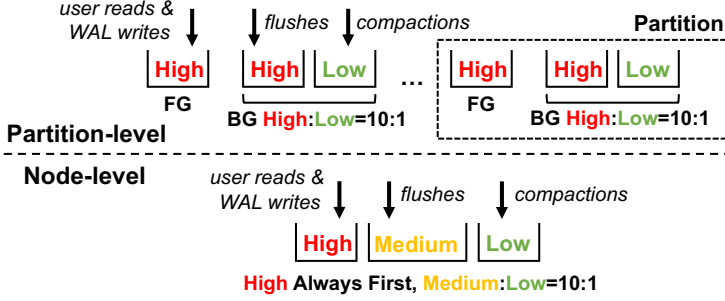 user reads &
WAL writes
flushes
compactions
Partition
High
High
Low
...
High
High
Low
FG
BG High:Low=10:1
FG
BG High:Low=10:1
Partition-level
Node-level
user reads &
WAL writes
flushes
compactions
High
Medium
Low
High Always First, Medium:Low=10:1